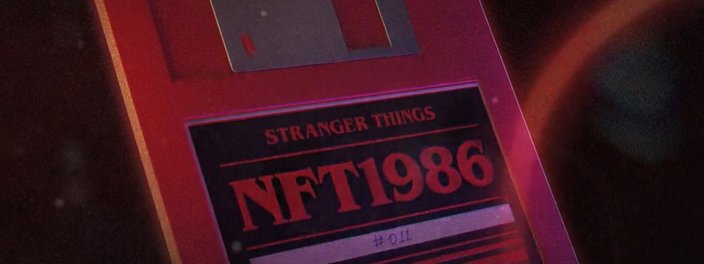 STRANGER THINGS
NFT1986
# 011